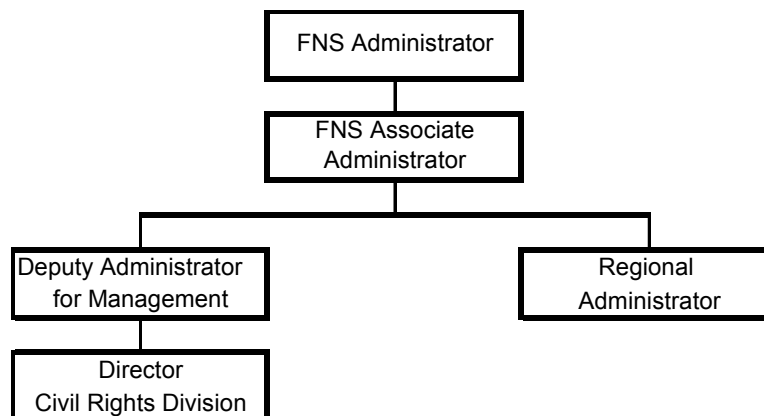 FNS Administrator
FNS Associate
Administrator
Deputy Administrator
for Management
Regional
Administrator
Director
Civil Rights Division